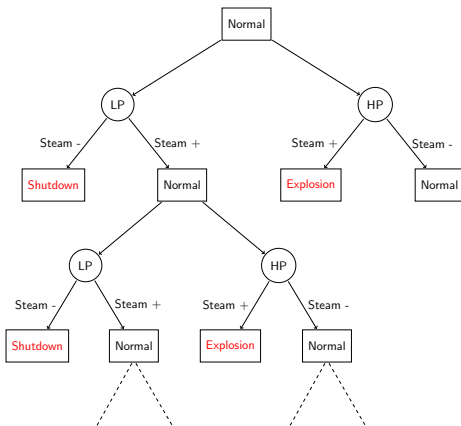 Normal
LP
HP
Steam -
Steam +
Steam +
Steam -
Shutdown
Normal
Explosion
Normal
LP
HP
Steam -
Steam +
Steam +
Steam -
Shutdown
Normal
Explosion
Normal